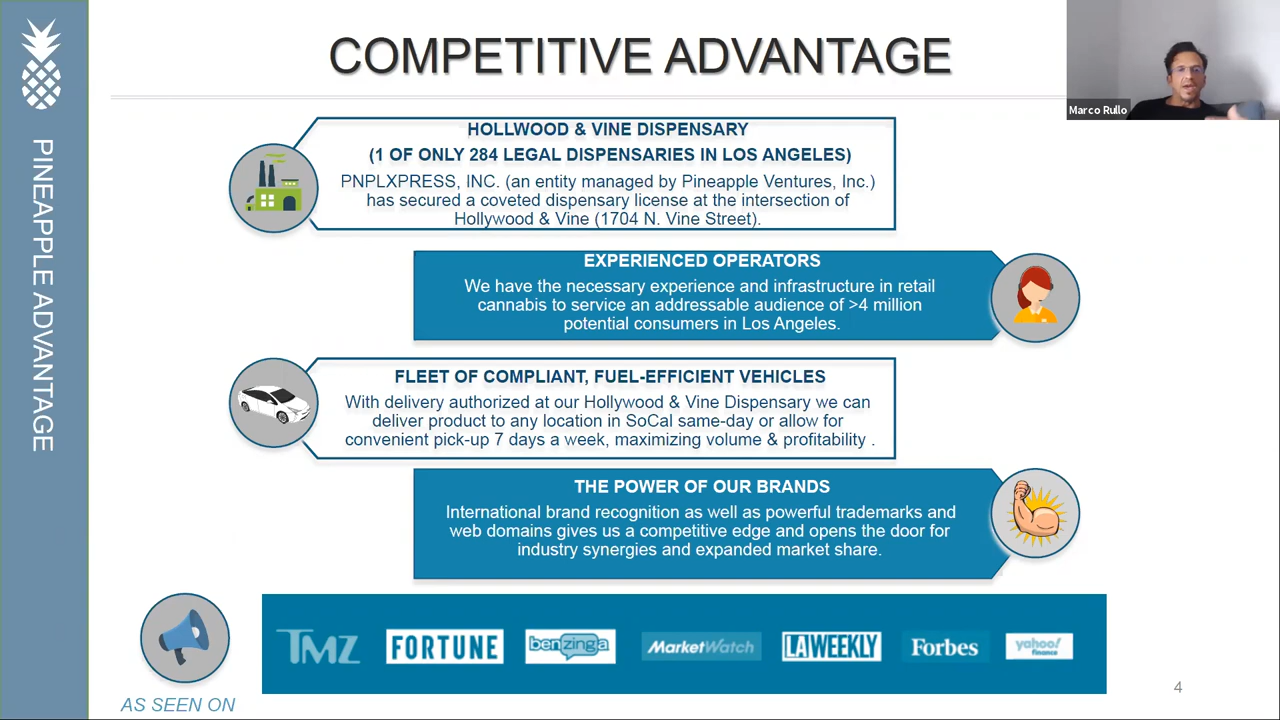 COMPETITIVE ADVANTAGE
Marco Rullo
PINEAPPLE ADVANTAGE
HOLLWOOD & VINE DISPENSARY
(1 OF ONLY 284 LEGAL DISPENSARIES IN LOS ANGELES)
PNPLXPRESS, INC. (an entity managed by Pineapple Ventures, Inc.)
has secured a coveted dispensary license at the intersection of
Hollywood & Vine (1704 N. Vine Street).
EXPERIENCED OPERATORS
We have the necessary experience and infrastructure in retail
cannabis to service an addressable audience of >4 million
potential consumers in Los Angeles.
FLEET OF COMPLIANT, FUEL-EFFICIENT VEHICLES
With delivery authorized at our Hollywood & Vine Dispensary we can
deliver product to any location in SoCal same-day or allow for
convenient pick-up 7 days a week, maximizing volume & profitability .
THE POWER OF OUR BRANDS
International brand recognition as well as powerful trademarks and
web domains gives us a competitive edge and opens the door for
industry synergies and expanded market share.
TMZ FORTUNE benzinga MarketWatch LAWEEKLY Forbes yahoo! finance
AS SEEN ON
4